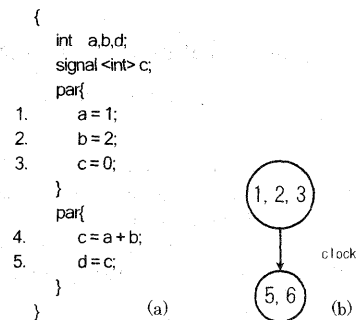 {
int a,b,d;
signal <int> c;
par{
1. a = 1;
2. b = 2;
3. c = 0;
}
par{
4. c = a + b;
5. d = c;
}
}
(a)
1, 2, 3
clock
5, 6
(b)